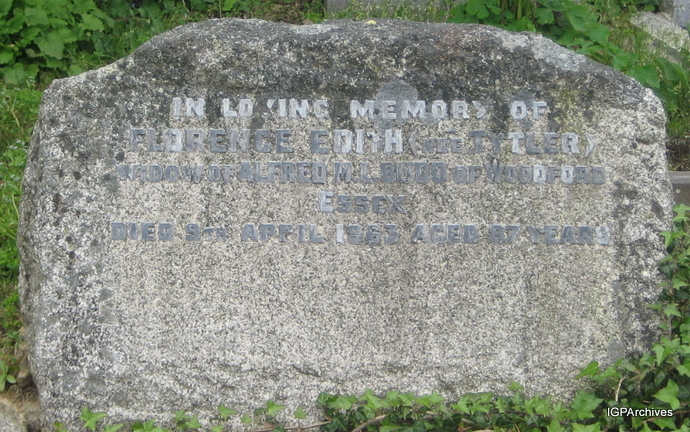 IN LOVING MEMORY OF
FLORENCE EDITH (NÉE TYTLER)
WIDOW OF ALFRED M. L. BUDD OF WOODFORD
ESSEX
DIED 9TH APRIL 1963 AGED 87 YEARS
IGPArchives